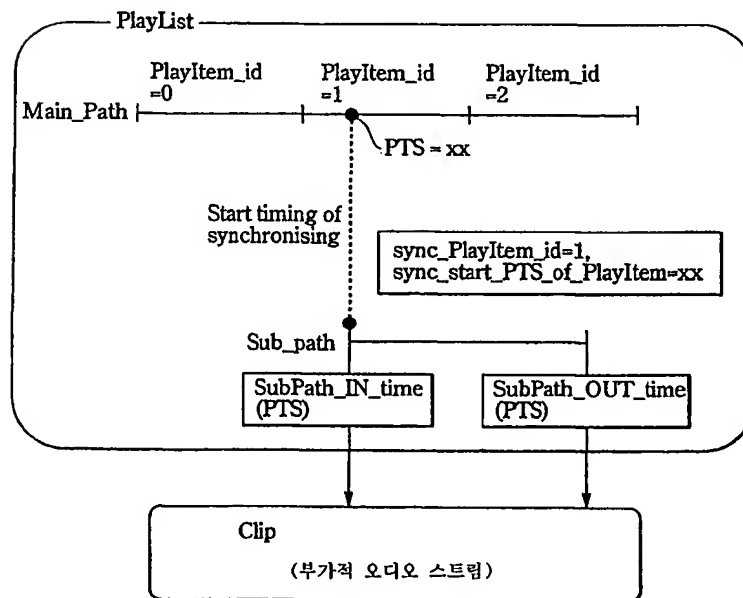 PlayList
PlayItem_id
=0
PlayItem_id
=1
PlayItem_id
=2
Main_Path
PTS = xx
Start timing of
synchronising
sync_PlayItem_id=1,
sync_start_PTS_of_PlayItem=xx
Sub_path
SubPath_IN_time
(PTS)
SubPath_OUT_time
(PTS)
Clip
(부가적 오디오 스트림)